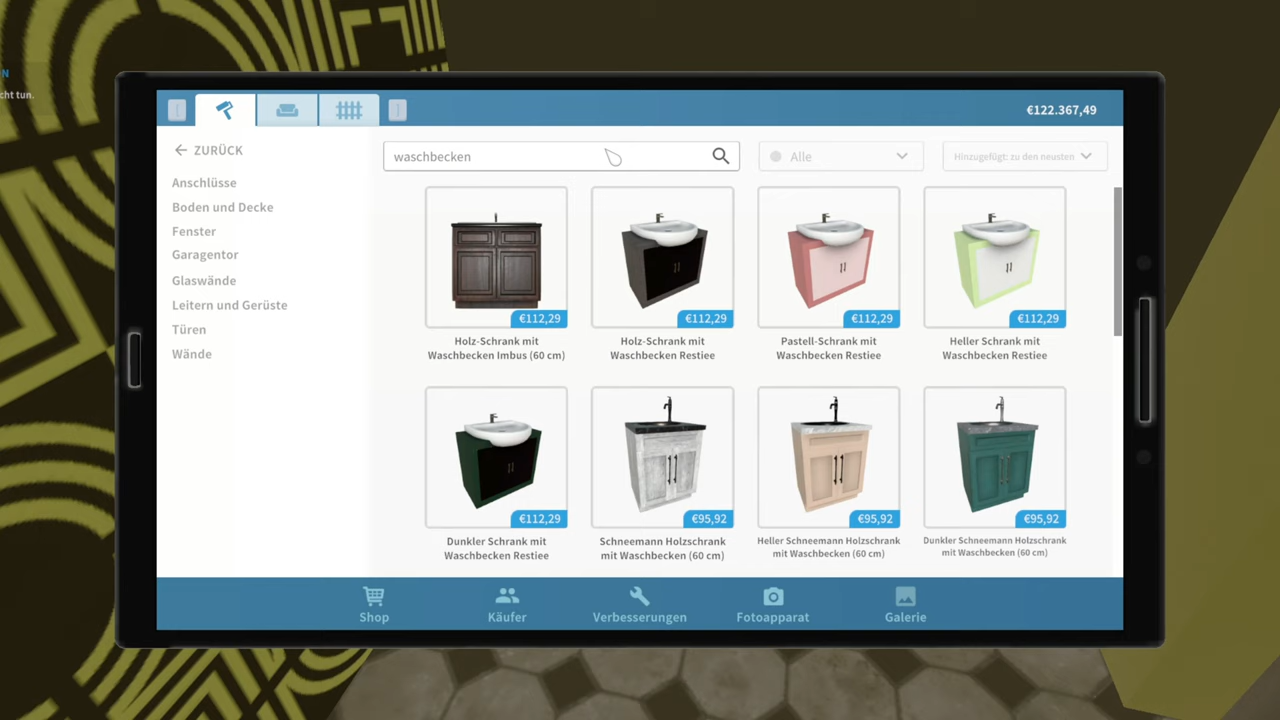 N
cht tun.
€122.367,49
ZURÜCK
waschbecken
Alle
Hinzugefügt: zu den neusten
Anschlüsse
Boden und Decke
Fenster
Garagentor
Glaswände
Leitern und Gerüste
Türen
Wände
€112,29
€112,29
€112,29
€112,29
Holz-Schrank mit
Waschbecken Imbus (60 cm)
Holz-Schrank mit
Waschbecken Restiee
Pastell-Schrank mit
Waschbecken Restiee
Heller Schrank mit
Waschbecken Restiee
€112,29
€95,92
€95,92
€95,92
Dunkler Schrank mit
Waschbecken Restiee
Schneemann Holzschrank
mit Waschbecken (60 cm)
Heller Schneemann Holzschrank
mit Waschbecken (60 cm)
Dunkler Schneemann Holzschrank
mit Waschbecken (60 cm)
Shop
Käufer
Verbesserungen
Fotoapparat
Galerie